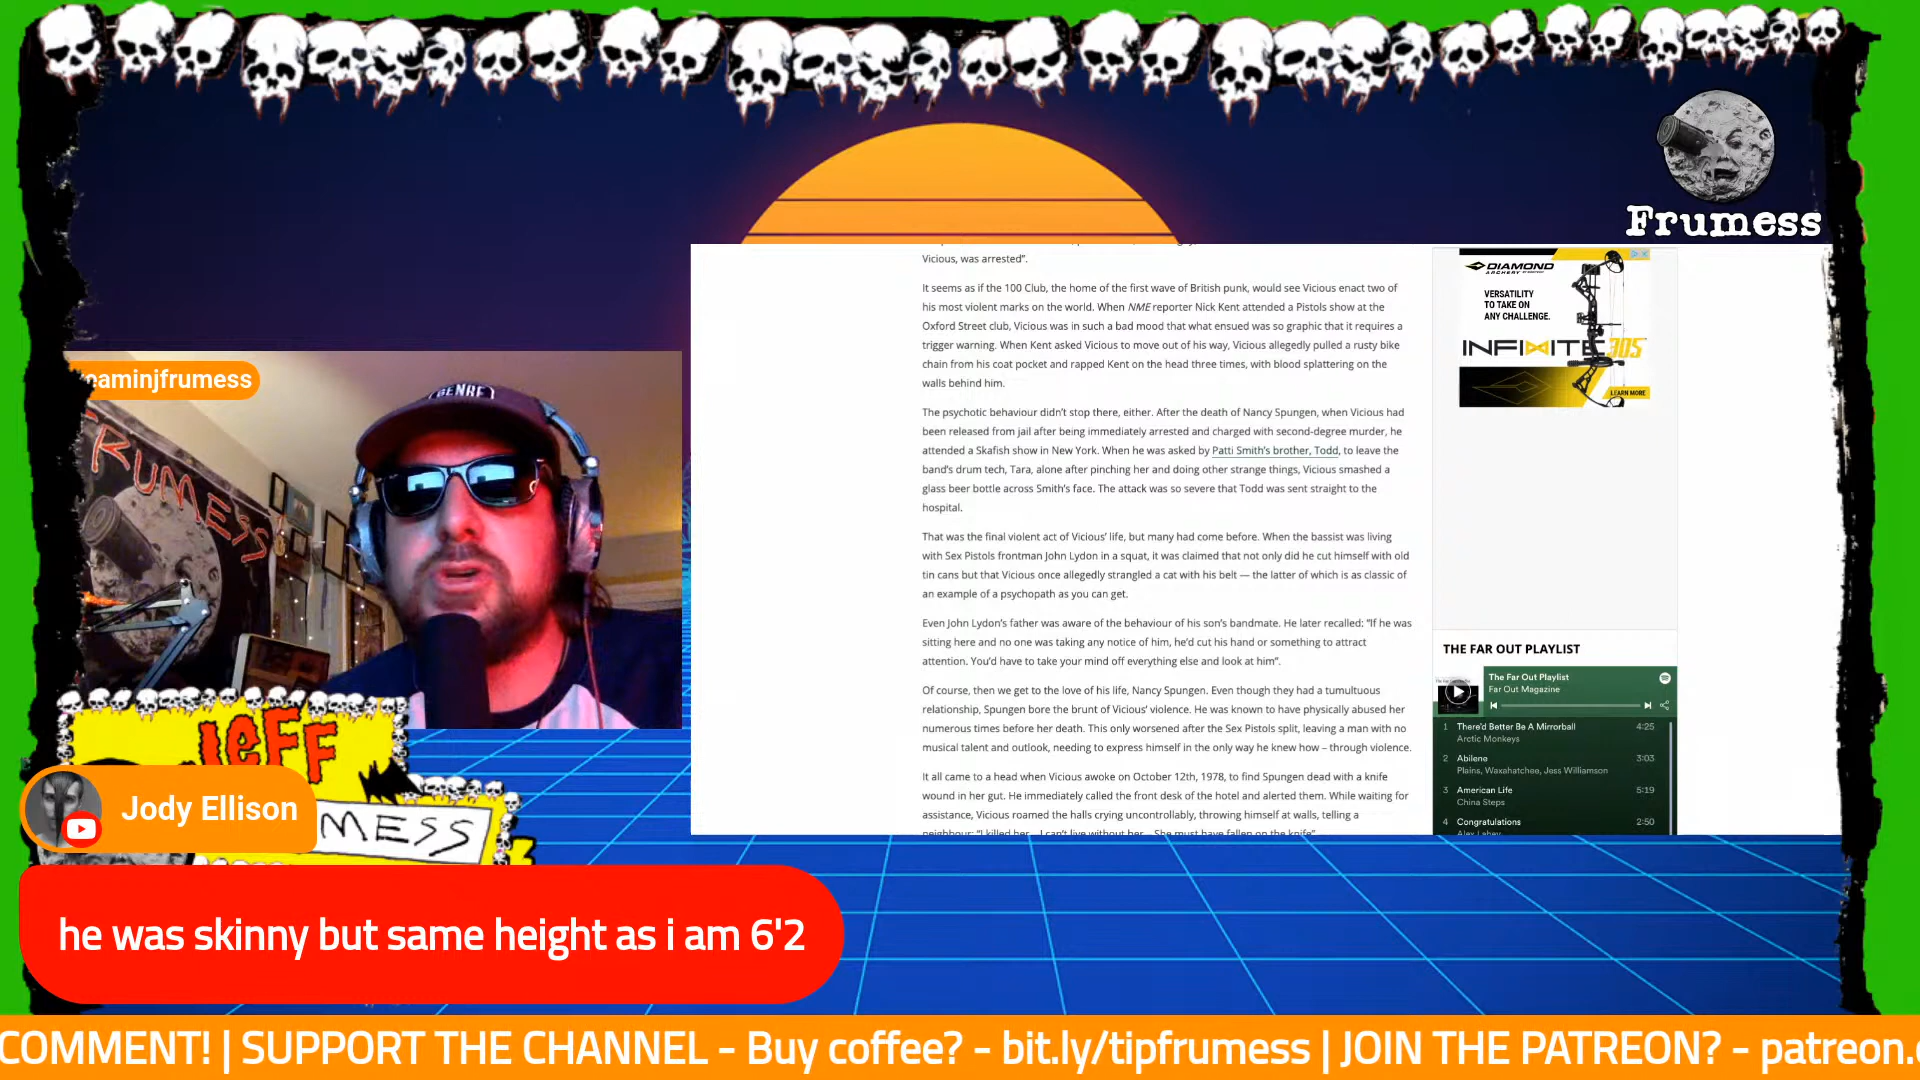 Frumess
Vicious, was arrested".
It seems as if the 100 Club, the home of the first wave of British punk, would see Vicious enact two of
his most violent marks on the world. When NME reporter Nick Kent attended a Pistols show at the
Oxford Street club, Vicious was in such a bad mood that what ensued was so graphic that it requires a
trigger warning. When Kent asked Vicious to move out of his way, Vicious allegedly pulled a rusty bike
chain from his coat pocket and rapped Kent on the head three times, with blood splattering on the
walls behind him.
The psychotic behaviour didn't stop there, either. After the death of Nancy Spungen, when Vicious had
been released from jail after being immediately arrested and charged with second-degree murder, he
attended a Skafish show in New York. When he was asked by Patti Smith's brother, Todd, to leave the
band's drum tech, Tara, alone after pinching her and doing other strange things, Vicious smashed a
glass beer bottle across Smith's face. The attack was so severe that Todd was sent straight to the
hospital.
That was the final violent act of Vicious' life, but many had come before. When the bassist was living
with Sex Pistols frontman John Lydon in a squat, it was claimed that not only did he cut himself with old
tin cans but that Vicious once allegedly strangled a cat with his belt — the latter of which is as classic of
an example of a psychopath as you can get.
Even John Lydon's father was aware of the behaviour of his son's bandmate. He later recalled: "If he was
sitting here and no one was taking any notice of him, he'd cut his hand or something to attract
attention. You'd have to take your mind off everything else and look at him".
Of course, then we get to the love of his life, Nancy Spungen. Even though they had a tumultuous
relationship, Spungen bore the brunt of Vicious' violence. He was known to have physically abused her
numerous times before her death. This only worsened after the Sex Pistols split, leaving a man with no
musical talent and outlook, needing to express himself in the only way he knew how – through violence.
It all came to a head when Vicious awoke on October 12th, 1978, to find Spungen dead with a knife
wound in her gut. He immediately called the front desk of the hotel and alerted them. While waiting for
assistance, Vicious roamed the halls crying uncontrollably, throwing himself at walls, telling a
neighbour: "I killed her... I can't live without her... She must have fallen on the knife"
DIAMOND
ARCHERY
VERSATILITY
TO TAKE ON
ANY CHALLENGE.
INFINITE 305
LEARN MORE
THE FAR OUT PLAYLIST
The Far Out Playlist
Far Out Magazine
1 There'd Better Be A Mirrorball 4:25
Arctic Monkeys
2 Abilene 3:03
Plains, Waxahatchee, Jess Williamson
3 American Life 5:19
China Steps
4 Congratulations 2:50
Alex Lahey
eaminjfrumess
GENRE
FRUMESS
JEFF
MESS
Jody Ellison
he was skinny but same height as i am 6'2
COMMENT! | SUPPORT THE CHANNEL - Buy coffee? - bit.ly/tipfrumess | JOIN THE PATREON? - patreon.c